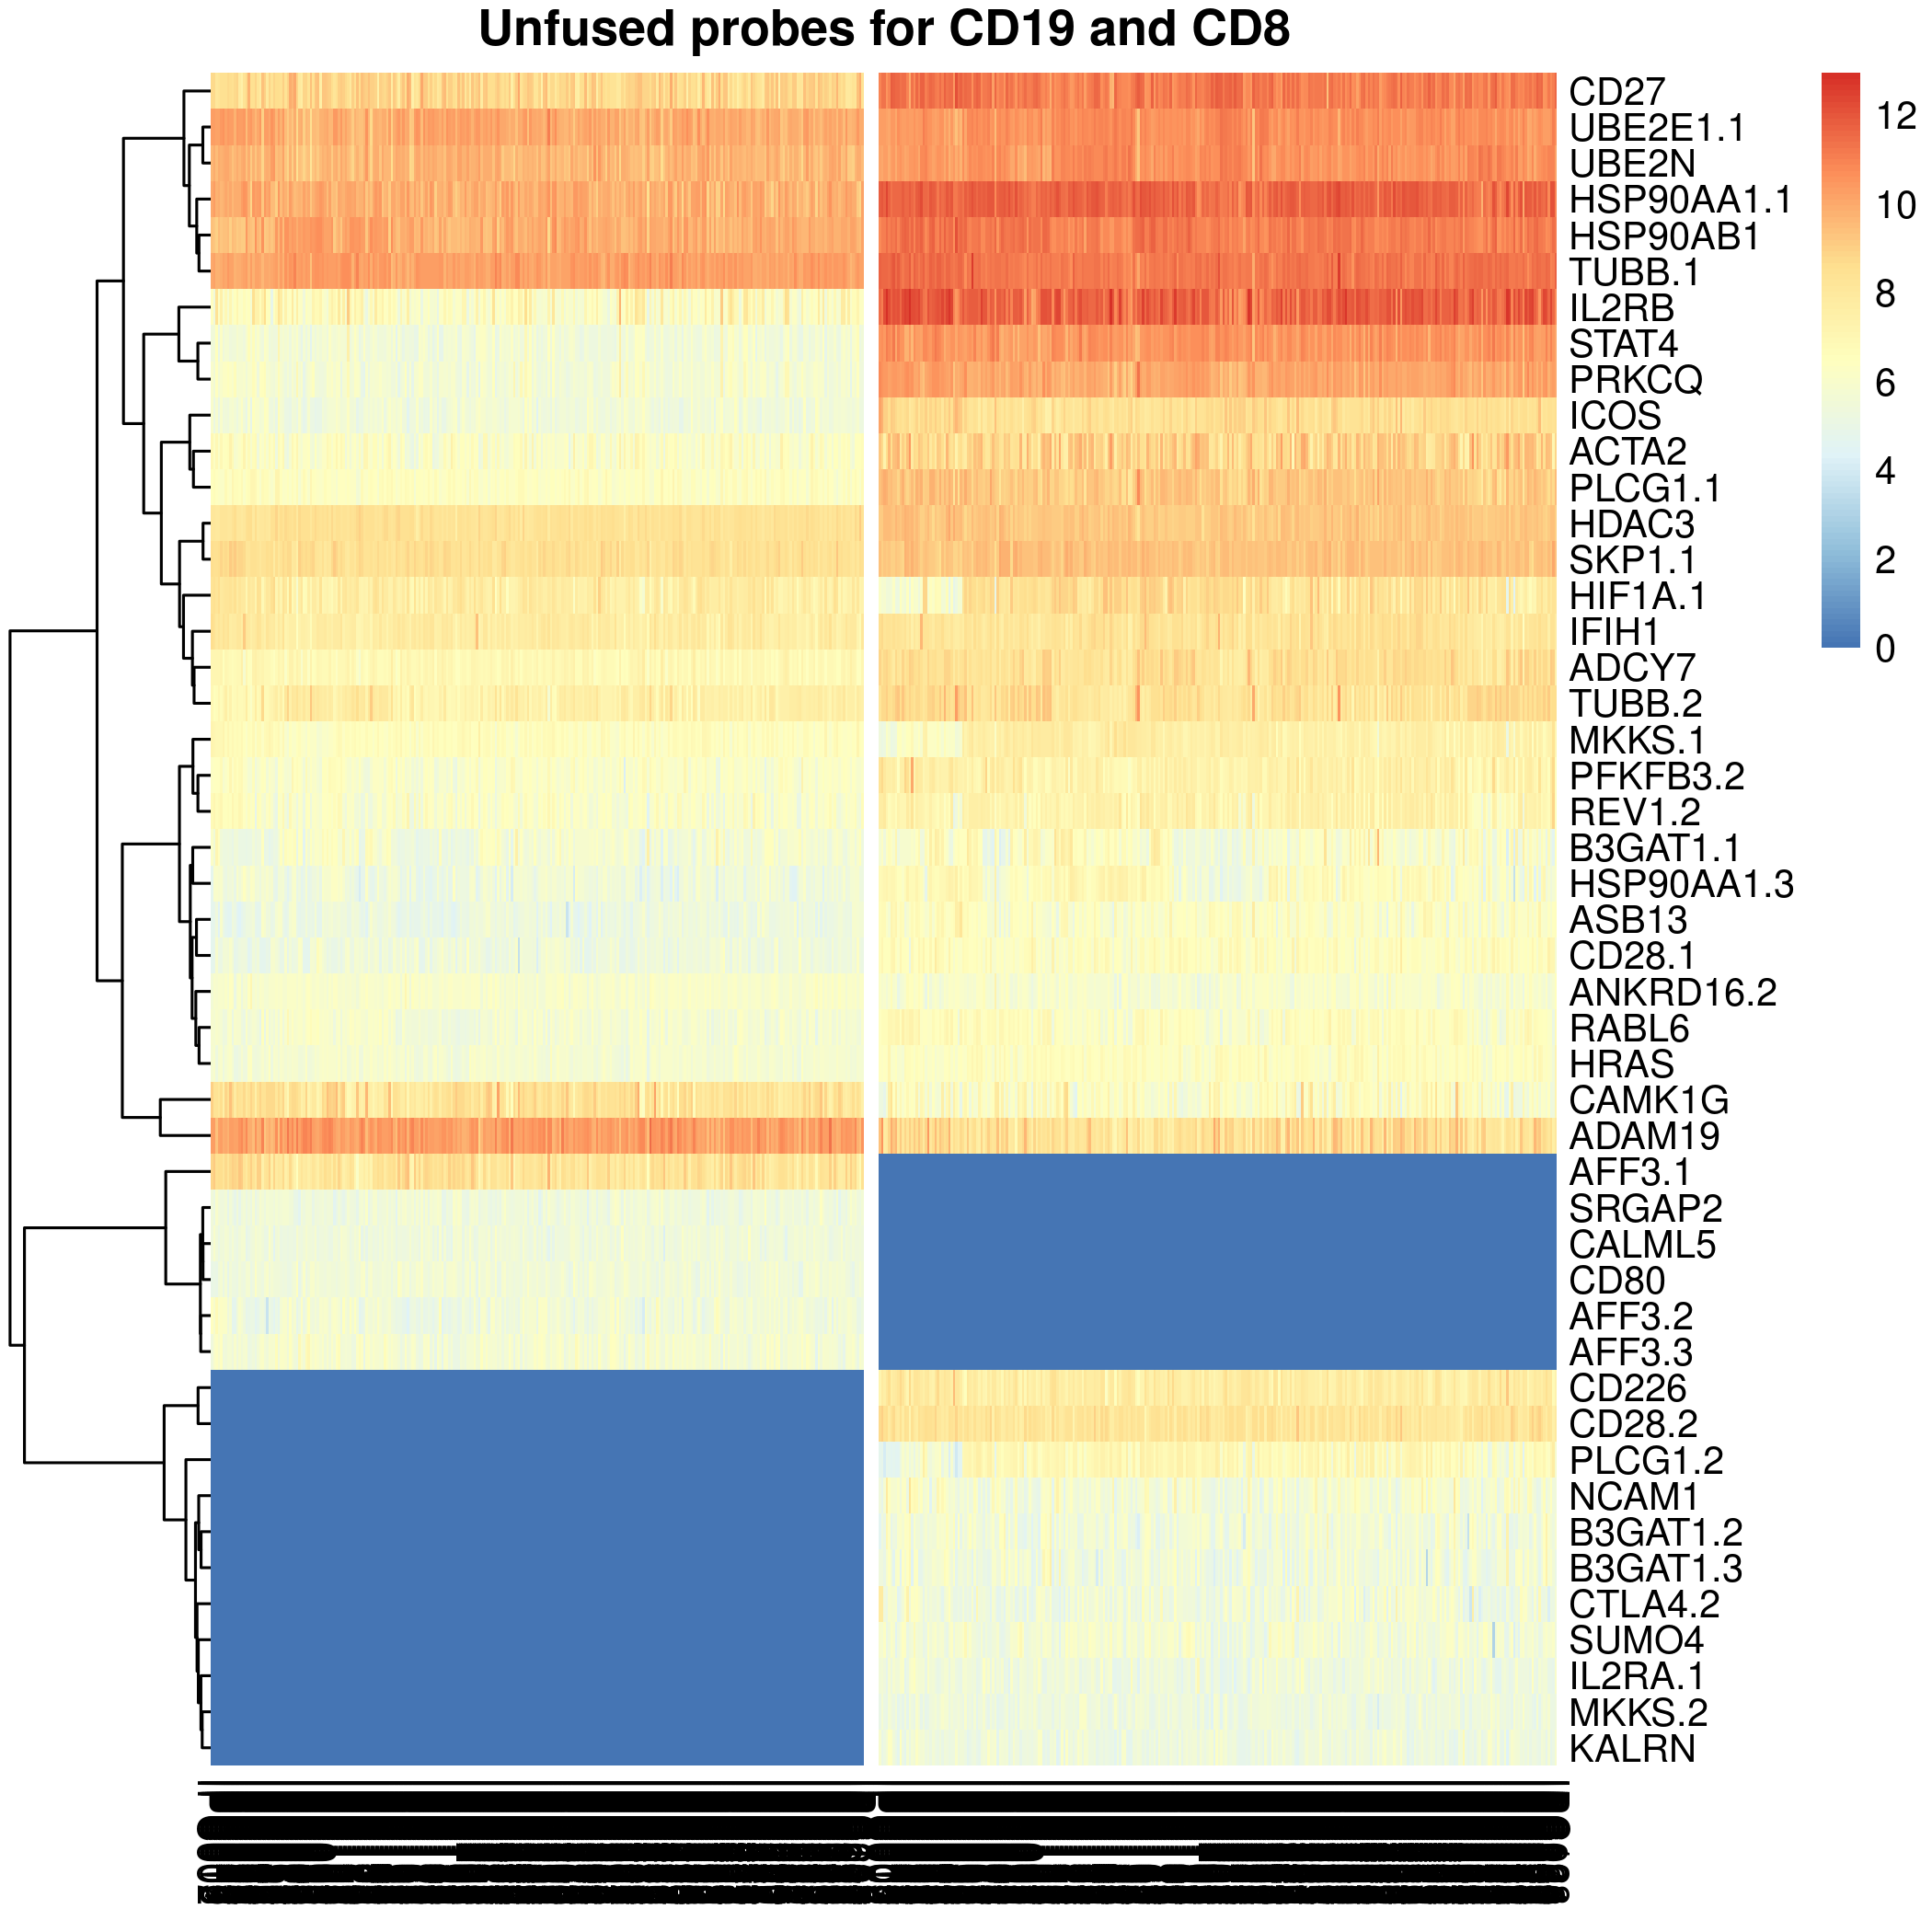 Unfused probes for CD19 and CD8
CD27
UBE2E1.1
UBE2N
HSP90AA1.1
HSP90AB1
TUBB.1
IL2RB
STAT4
PRKCQ
ICOS
ACTA2
PLCG1.1
HDAC3
SKP1.1
HIF1A.1
IFIH1
ADCY7
TUBB.2
MKKS.1
PFKFB3.2
REV1.2
B3GAT1.1
HSP90AA1.3
ASB13
CD28.1
ANKRD16.2
RABL6
HRAS
CAMK1G
ADAM19
AFF3.1
SRGAP2
CALML5
CD80
AFF3.2
AFF3.3
CD226
CD28.2
PLCG1.2
NCAM1
B3GAT1.2
B3GAT1.3
CTLA4.2
SUMO4
IL2RA.1
MKKS.2
KALRN
12
10
8
6
4
2
0